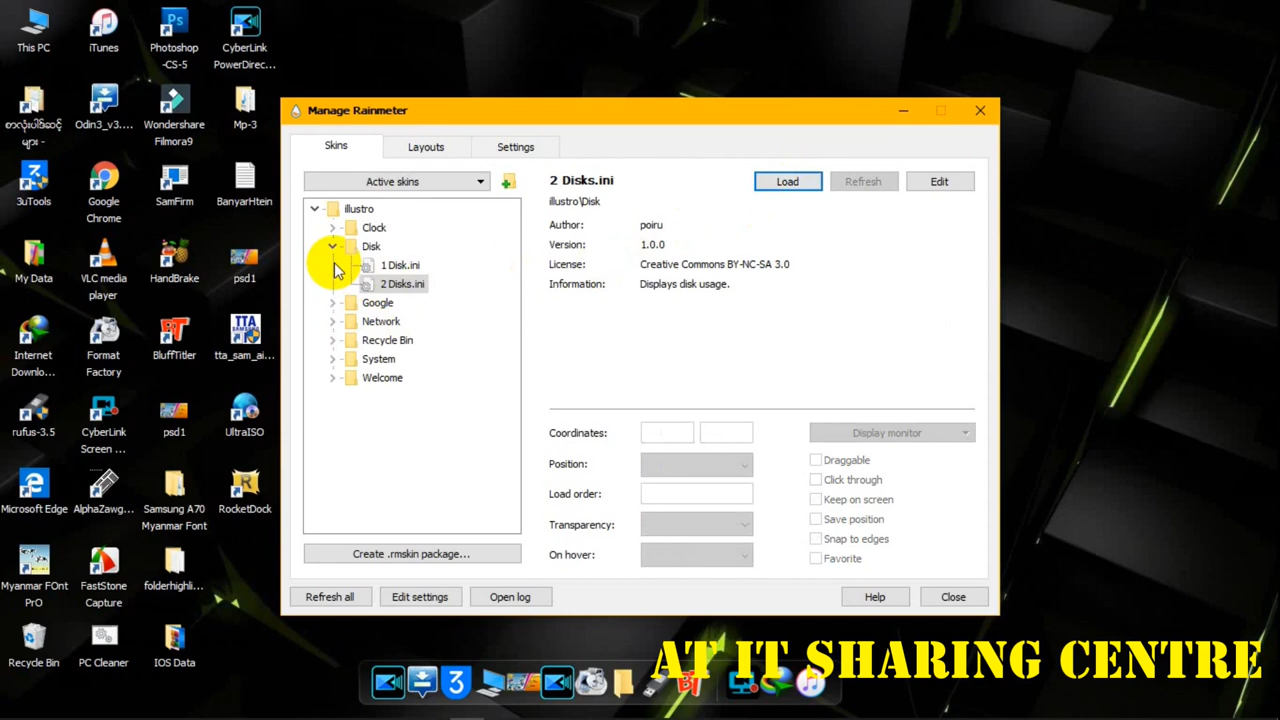 This PC
iTunes
Photoshop
-CS-5
CyberLink
PowerDirec...
စာလုံးပေါင်းဆင့်
များ -
Odin3_v3....
Wondershare
Filmora9
Mp-3
3uTools
Google
Chrome
SamFirm
BanyarHtein
My Data
VLC media
player
HandBrake
psd1
Internet
Downlo...
Format
Factory
BluffTitler
tta_sam_ai...
rufus-3.5
CyberLink
Screen ...
psd1
UltraISO
Microsoft Edge
AlphaZawg...
Samsung A70
Myanmar Font
RocketDock
Myanmar FOnt
PrO
FastStone
Capture
folderhighli...
Recycle Bin
PC Cleaner
IOS Data
Manage Rainmeter
Skins
Layouts
Settings
Active skins
illustro
Clock
Disk
1 Disk.ini
2 Disks.ini
Google
Network
Recycle Bin
System
Welcome
Create .rmskin package...
2 Disks.ini
Load
Refresh
Edit
illustro\Disk
Author:
poiru
Version:
1.0.0
License:
Creative Commons BY-NC-SA 3.0
Information:
Displays disk usage.
Coordinates:
Display monitor
Position:
Draggable
Click through
Load order:
Keep on screen
Transparency:
Save position
Snap to edges
On hover:
Favorite
Refresh all
Edit settings
Open log
Help
Close
AT IT SHARING CENTRE